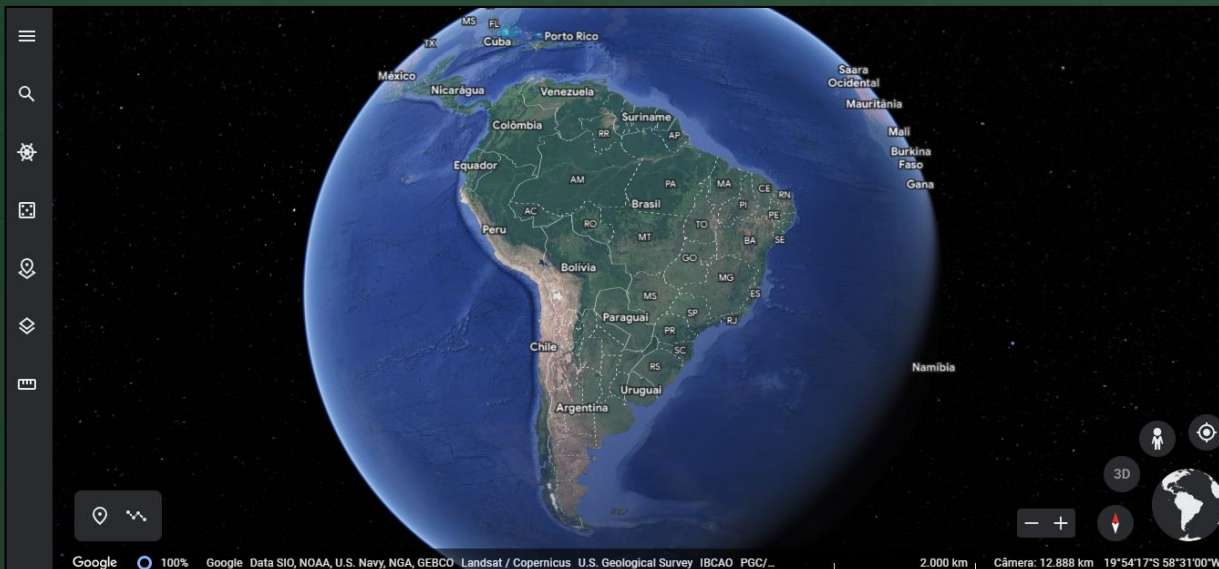 MS
FL
TX
Cuba
Porto Rico
México
Nicarágua
Venezuela
Colômbia
Suriname
RR
AP
Equador
AM
PA
MA
CE
RN
PI
PE
AC
RO
Brasil
TO
Peru
MT
BA
SE
GO
Bolívia
MG
MS
ES
Paraguai
SP
RJ
PR
Chile
SC
RS
Uruguai
Argentina
Saara
Ocidental
Mauritânia
Mali
Burkina
Faso
Gana
Namíbia
3D
Google 100% Google Data SIO, NOAA, U.S. Navy, NGA, GEBCO Landsat / Copernicus U.S. Geological Survey IBCAO PGC/... 2.000 km Câmera: 12.888 km 19°54'17"S 58°31'00"W